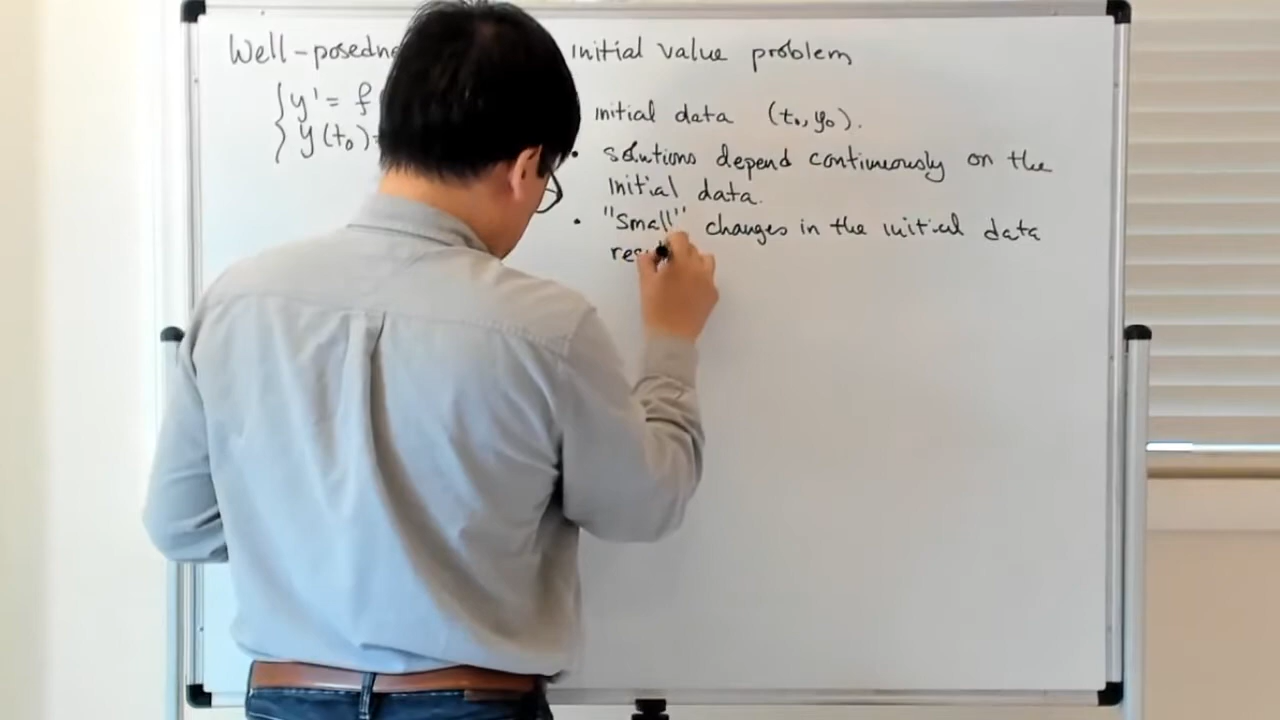 Well-posedne initial value problem
{ y' = f
y(t₀)
initial data (t₀, y₀).
• solutions depend continuously on the
initial data.
• "Small" changes in the initial data
res